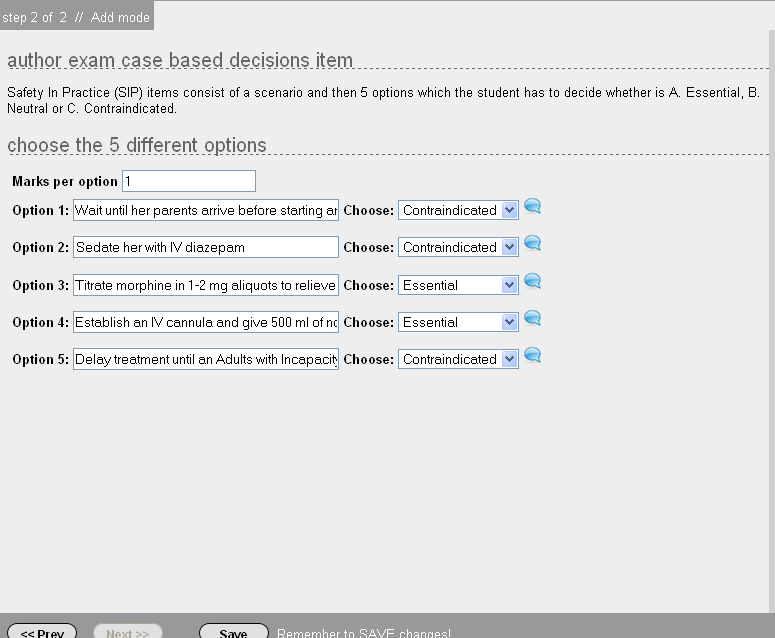 step 2 of 2 // Add mode
author exam case based decisions item
Safety In Practice (SIP) items consist of a scenario and then 5 options which the student has to decide whether is A. Essential, B.
Neutral or C. Contraindicated.
choose the 5 different options
Marks per option 1
Option 1: Wait until her parents arrive before starting an Choose: Contraindicated
Option 2: Sedate her with IV diazepam Choose: Contraindicated
Option 3: Titrate morphine in 1-2 mg aliquots to relieve Choose: Essential
Option 4: Establish an IV cannula and give 500 ml of no Choose: Essential
Option 5: Delay treatment until an Adults with Incapacity Choose: Contraindicated
<< Prev Next >> Save Remember to SAVE changes!